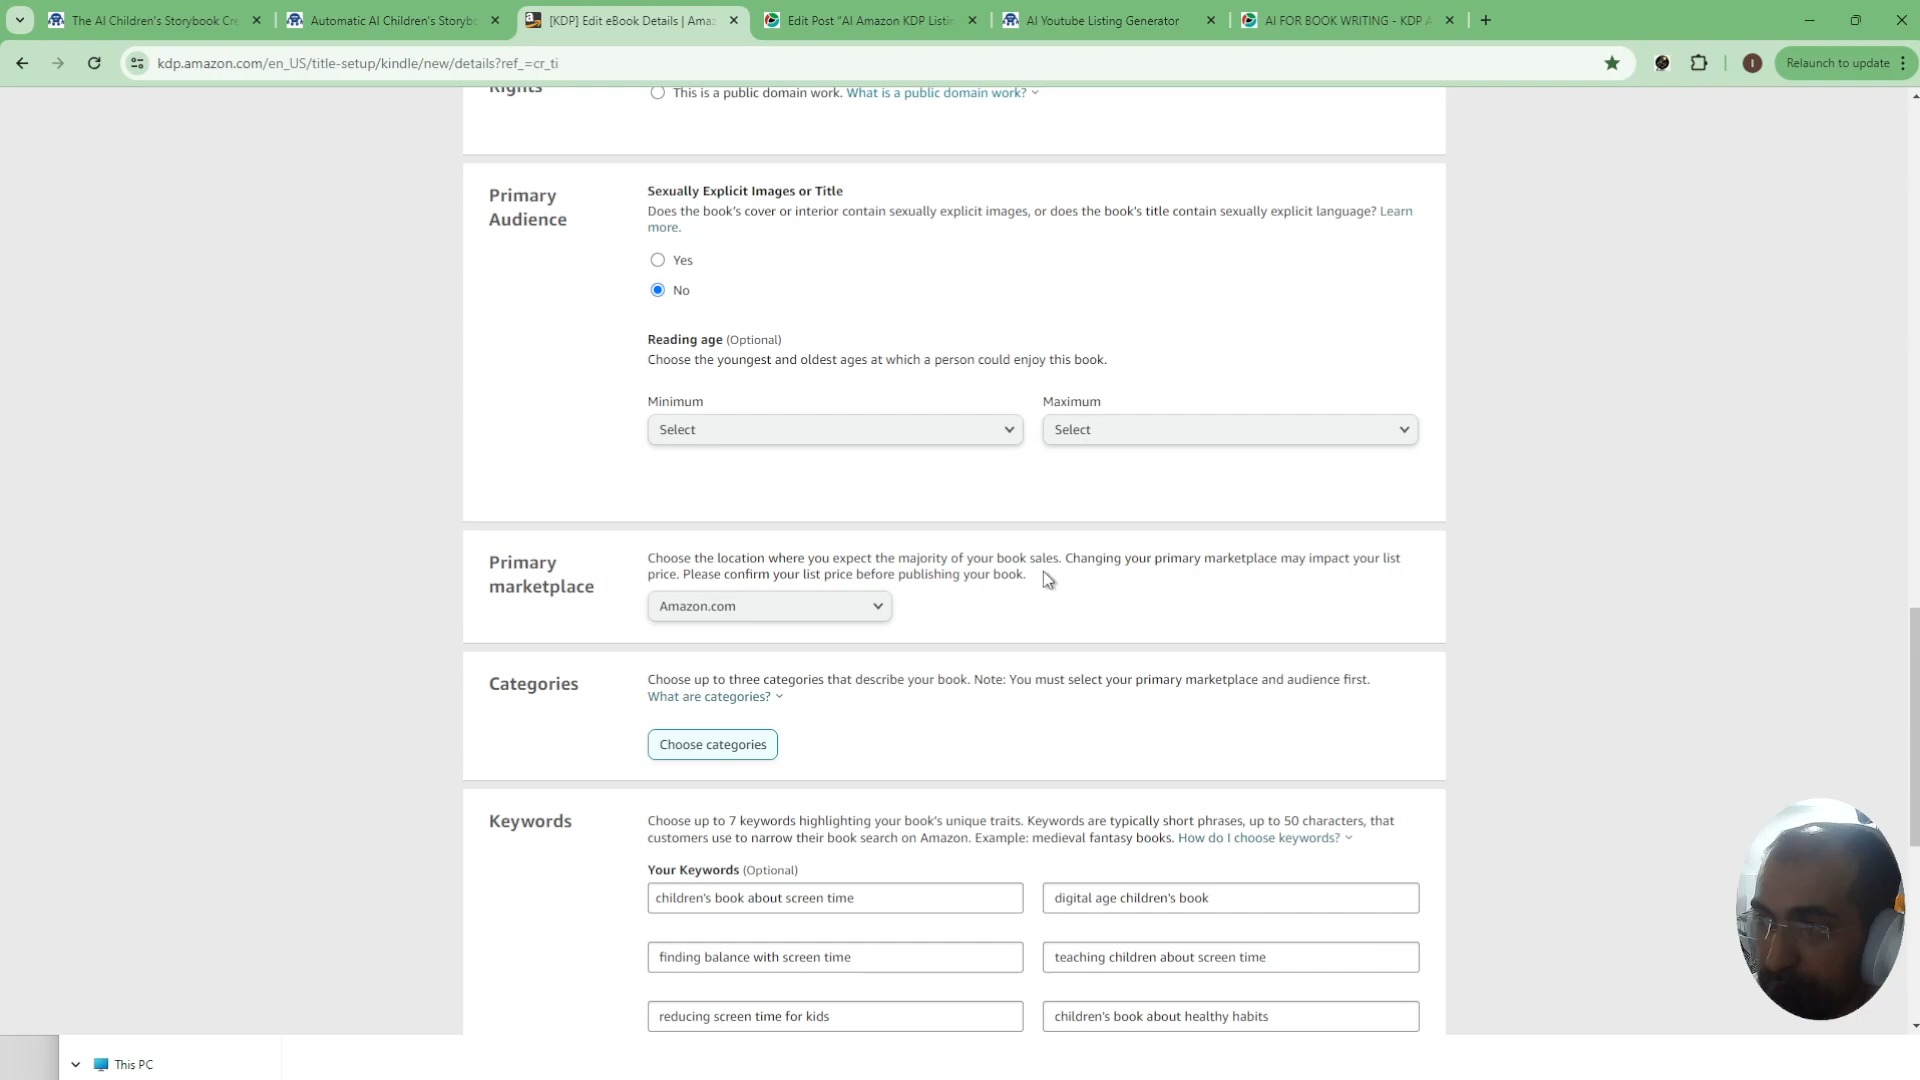 The AI Children's Storybook Cre
Automatic AI Children's Storyb
[KDP] Edit eBook Details | Ama
Edit Post "AI Amazon KDP Listin
AI Youtube Listing Generator
AI FOR BOOK WRITING - KDP A
kdp.amazon.com/en_US/title-setup/kindle/new/details?ref_=cr_ti
I
Relaunch to update
Rights
This is a public domain work. What is a public domain work?
Primary
Audience
Sexually Explicit Images or Title
Does the book's cover or interior contain sexually explicit images, or does the book's title contain sexually explicit language? Learn
more.
Yes
No
Reading age (Optional)
Choose the youngest and oldest ages at which a person could enjoy this book.
Minimum
Maximum
Select
Select
Primary
marketplace
Choose the location where you expect the majority of your book sales. Changing your primary marketplace may impact your list
price. Please confirm your list price before publishing your book.
Amazon.com
Categories
Choose up to three categories that describe your book. Note: You must select your primary marketplace and audience first.
What are categories?
Choose categories
Keywords
Choose up to 7 keywords highlighting your book's unique traits. Keywords are typically short phrases, up to 50 characters, that
customers use to narrow their book search on Amazon. Example: medieval fantasy books. How do I choose keywords?
Your Keywords (Optional)
children's book about screen time
digital age children's book
finding balance with screen time
teaching children about screen time
reducing screen time for kids
children's book about healthy habits
This PC